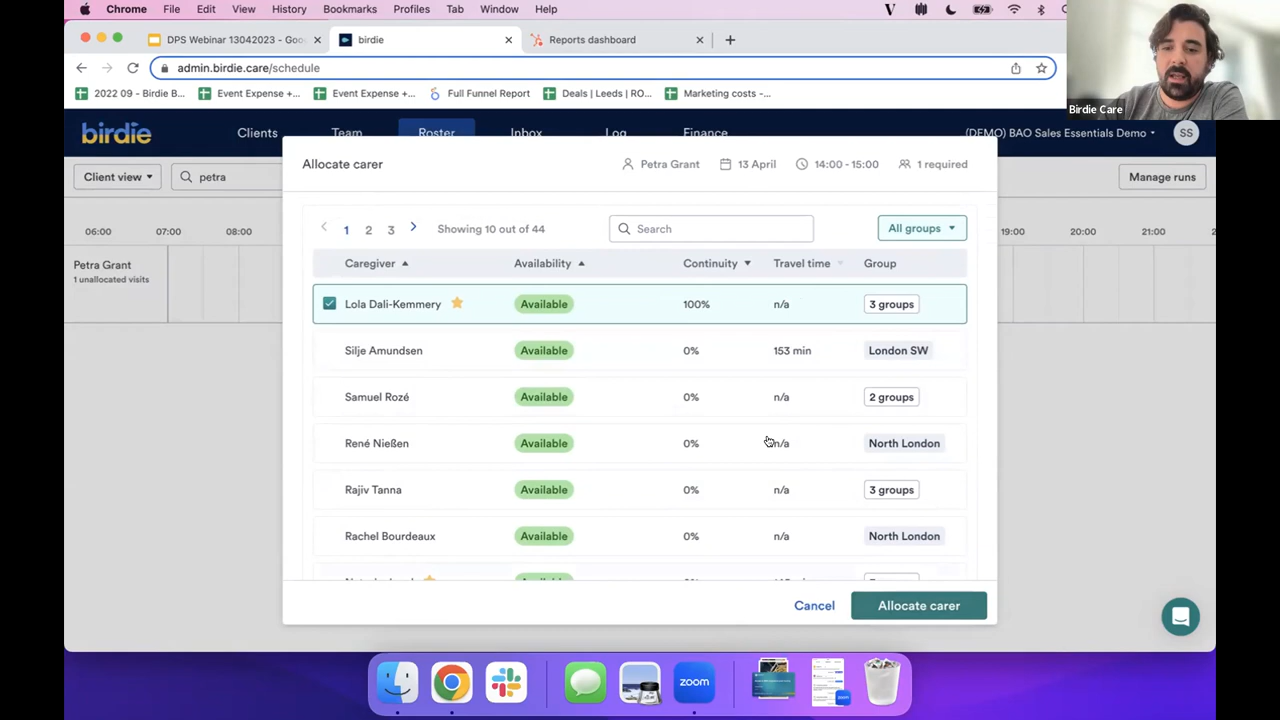 Chrome File Edit View History Bookmarks Profiles Tab Window Help
DPS Webinar 13042023 - Goo birdie Reports dashboard
admin.birdie.care/schedule
2022 09 - Birdie B... Event Expense +... Event Expense +... Full Funnel Report Deals | Leeds | RO... Marketing costs -...
Birdie Care
birdie Clients Team Roster Inbox Log Finance (DEMO) BAO Sales Essentials Demo SS
Allocate carer Petra Grant 13 April 14:00 - 15:00 1 required
Client view petra Manage runs
1 2 3 Showing 10 out of 44 Search All groups
06:00 07:00 08:00 19:00 20:00 21:00 2
Caregiver Availability Continuity Travel time Group
Petra Grant
1 unallocated visits
Lola Dali-Kemmery Available 100% n/a 3 groups
Silje Amundsen Available 0% 153 min London SW
Samuel Rozé Available 0% n/a 2 groups
René Nießen Available 0% n/a North London
Rajiv Tanna Available 0% n/a 3 groups
Rachel Bourdeaux Available 0% n/a North London
Cancel Allocate carer
zoom